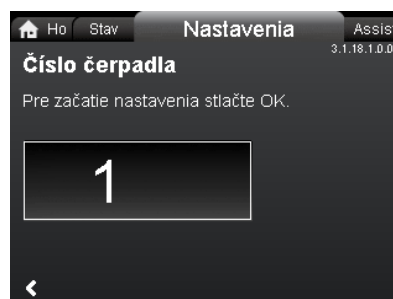 Ho Stav Nastavenia Assis
3.1.18.1.0.0
Číslo čerpadla
Pre začatie nastavenia stlačte OK.
1